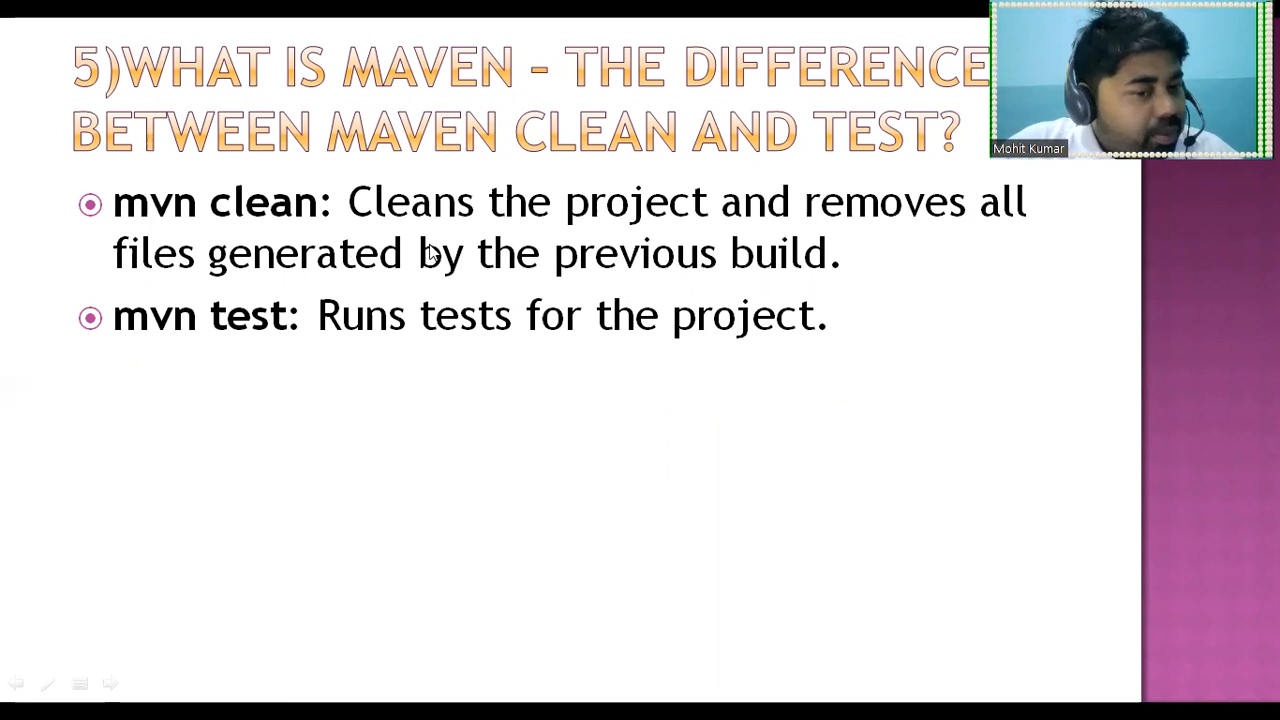 5)WHAT IS MAVEN – THE DIFFERENCE
BETWEEN MAVEN CLEAN AND TEST?
mvn clean: Cleans the project and removes all
files generated by the previous build.
mvn test: Runs tests for the project.
Mohit Kumar